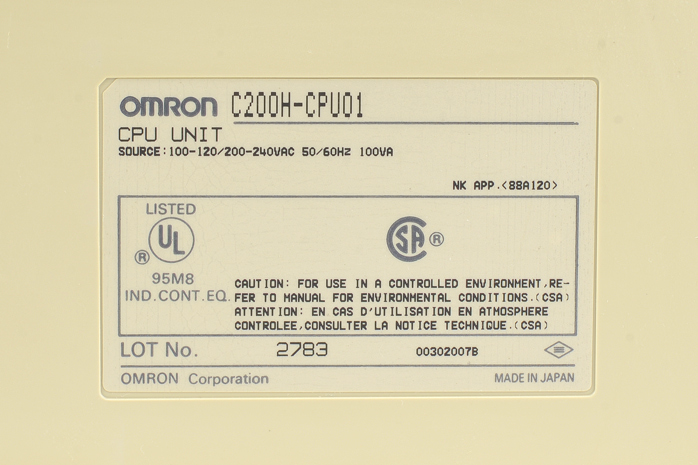 OMRON C200H-CPU01
CPU UNIT
SOURCE:100-120/200-240VAC 50/60Hz 100VA
NK APP.<88A120>
LISTED
UL ®
SA ®
95M8
IND.CONT.EQ.
CAUTION: FOR USE IN A CONTROLLED ENVIRONMENT,RE-
FER TO MANUAL FOR ENVIRONMENTAL CONDITIONS.(CSA)
ATTENTION: EN CAS D'UTILISATION EN ATMOSPHERE
CONTROLEE,CONSULTER LA NOTICE TECHNIQUE.(CSA)
LOT No. 2783 00302007B
OMRON Corporation MADE IN JAPAN